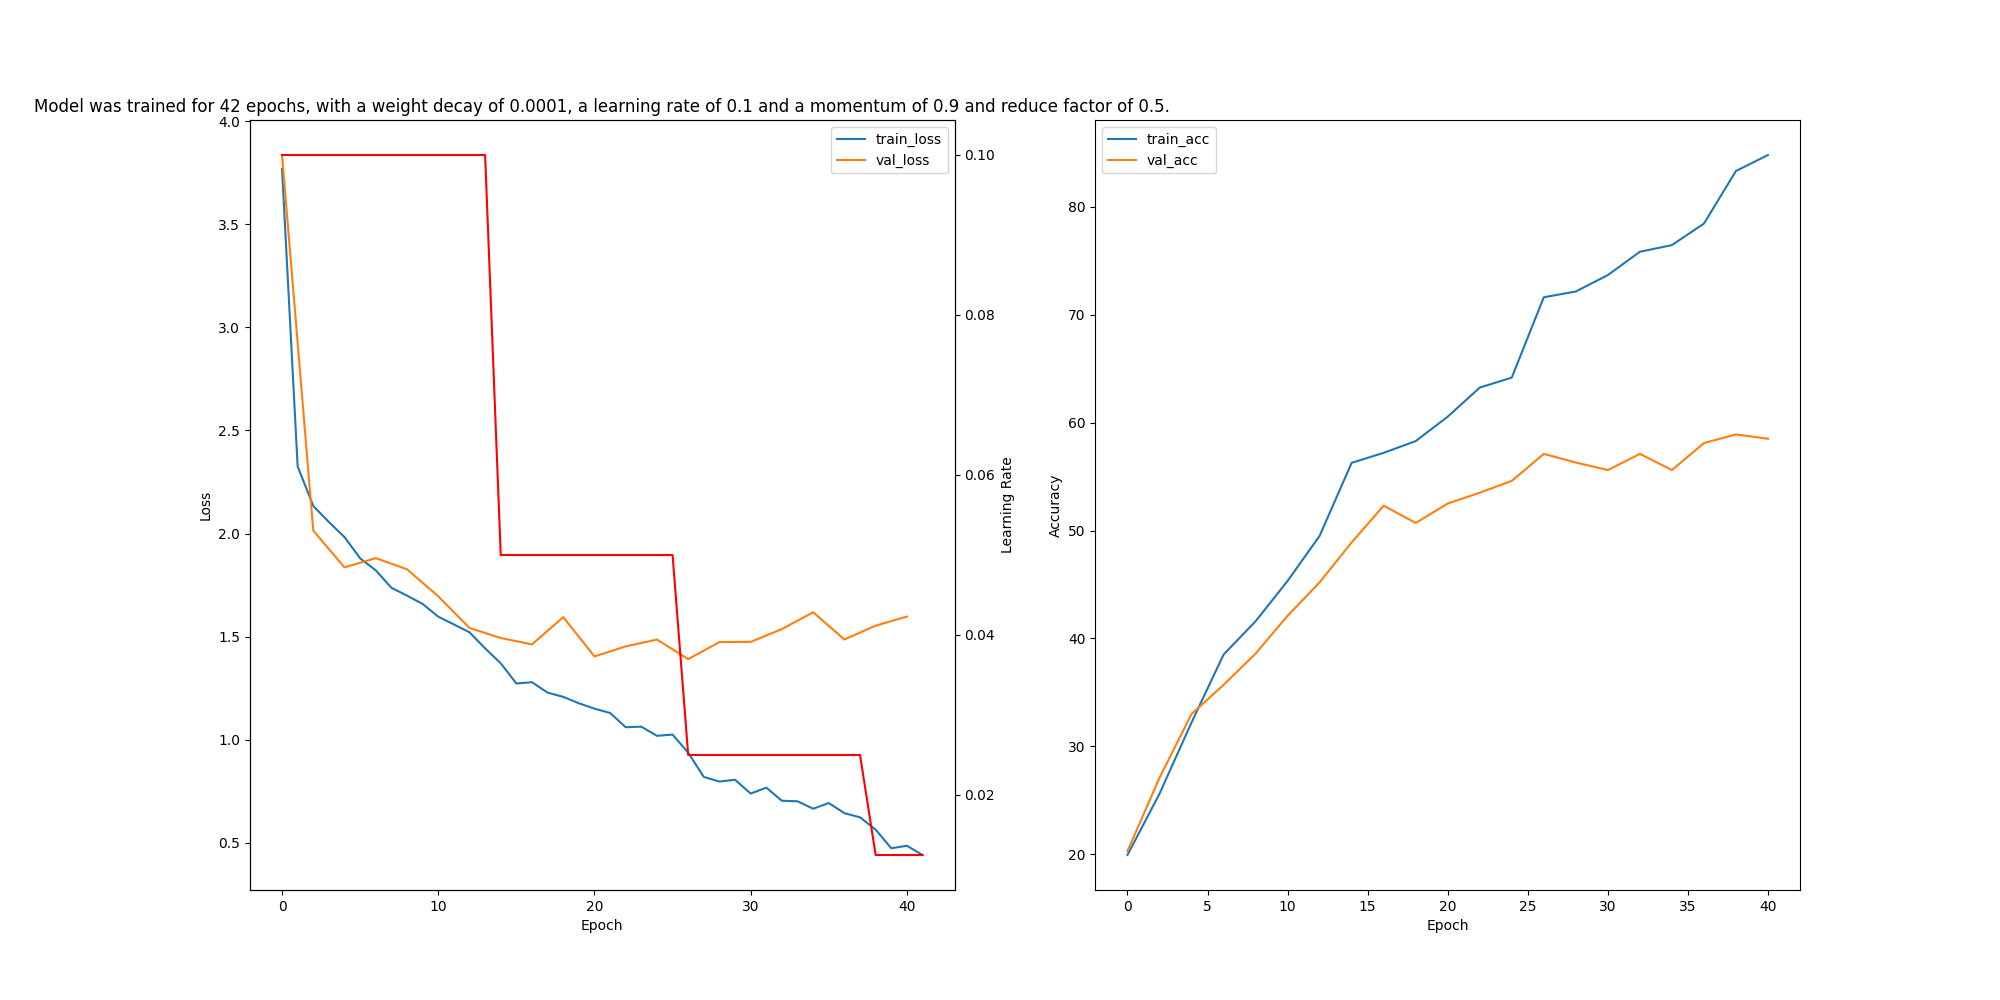 Model was trained for 42 epochs, with a weight decay of 0.0001, a learning rate of 0.1 and a momentum of 0.9 and reduce factor of 0.5.
4.0
3.5
3.0
2.5
2.0
1.5
1.0
0.5
Loss
train_loss
val_loss
0.10
0.08
0.06
0.04
0.02
Learning Rate
0 10 20 30 40
Epoch
train_acc
val_acc
80
70
60
50
40
30
20
Accuracy
0 5 10 15 20 25 30 35 40
Epoch